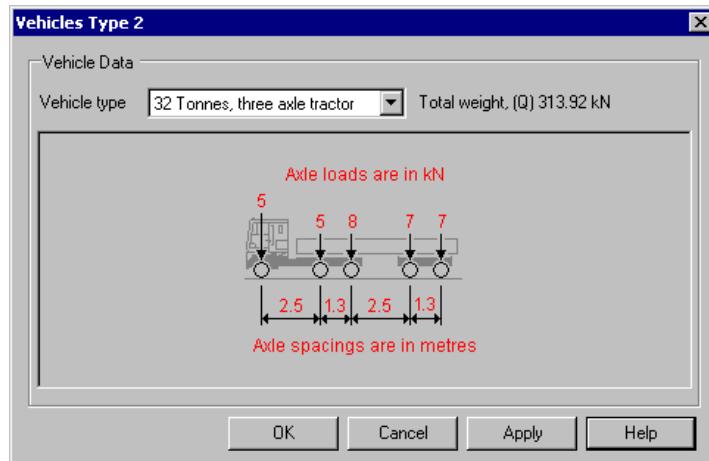 Vehicles Type 2
Vehicle Data
Vehicle type 32 Tonnes, three axle tractor Total weight, (Q) 313.92 kN
Axle loads are in kN
5 5 8 7 7
2.5 1.3 2.5 1.3
Axle spacings are in metres
OK Cancel Apply Help